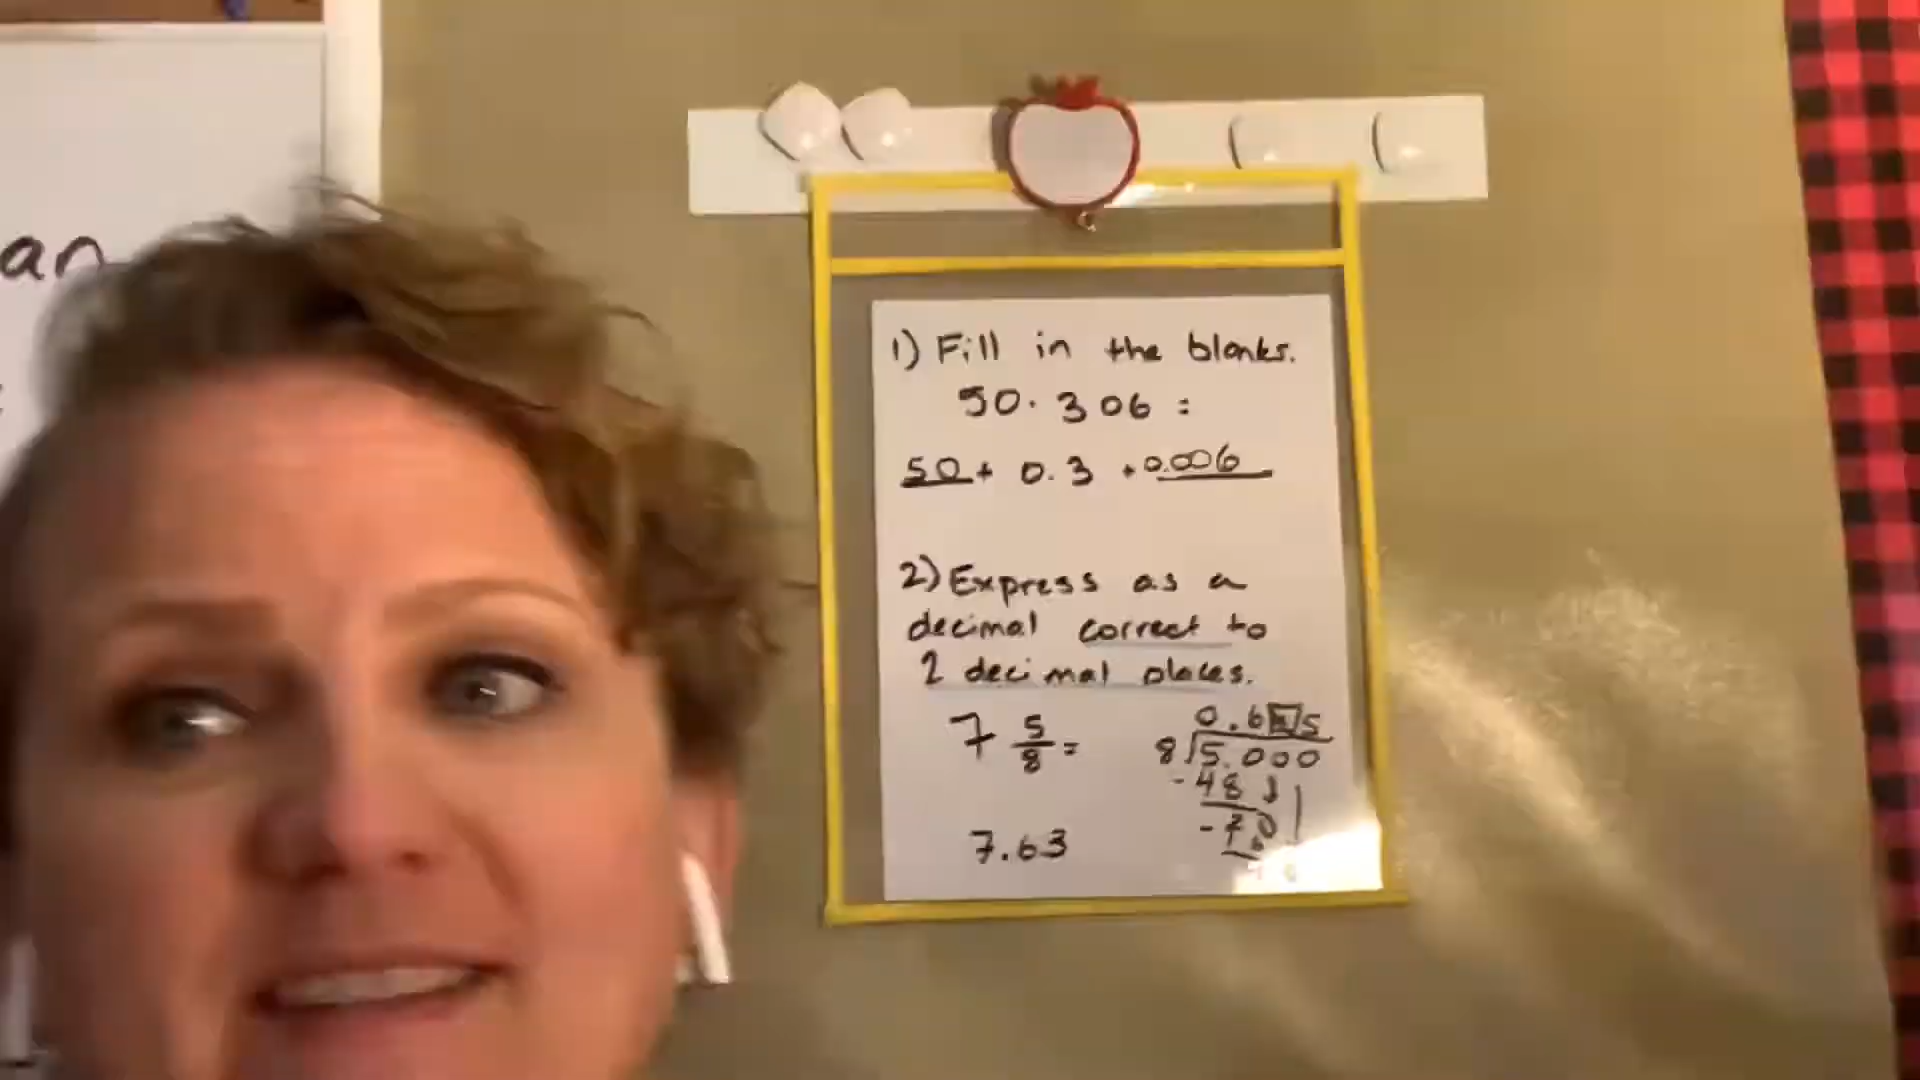 an
1) Fill in the blanks.
50.306 =
50 + 0.3 + 0.006
2) Express as a
decimal correct to
2 decimal places.
7 5/8 =
0.625
8 5.000
-48
7.63